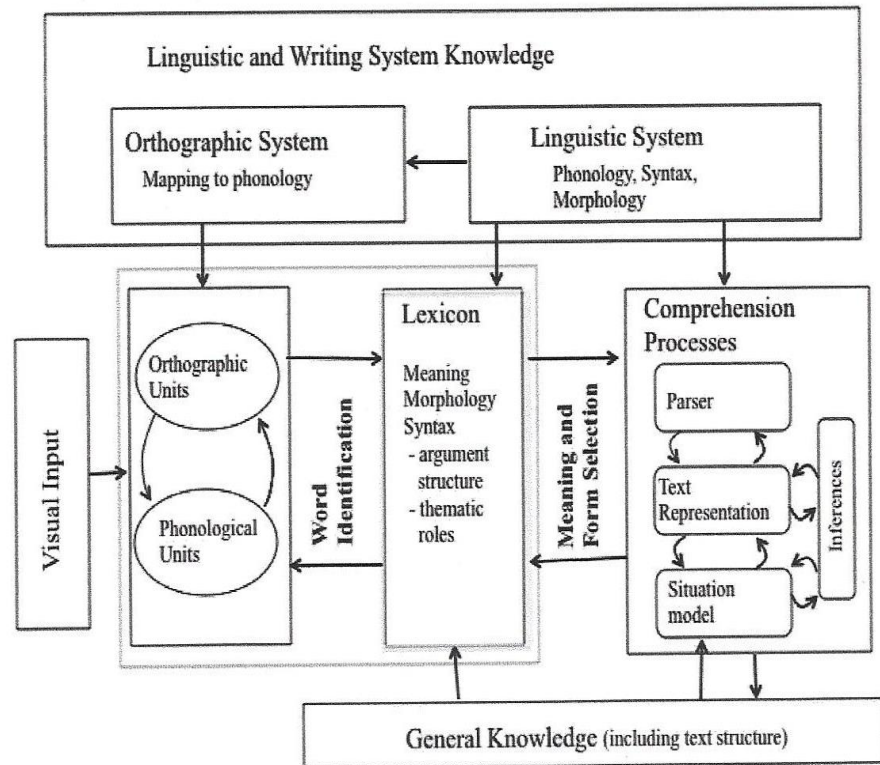 Linguistic and Writing System Knowledge
Orthographic System
Mapping to phonology
Linguistic System
Phonology, Syntax,
Morphology
Visual Input
Orthographic
Units
Phonological
Units
Word
Identification
Lexicon
Meaning
Morphology
Syntax
- argument
structure
- thematic
roles
Meaning and
Form Selection
Comprehension
Processes
Parser
Text
Representation
Situation
model
Inferences
General Knowledge (including text structure)